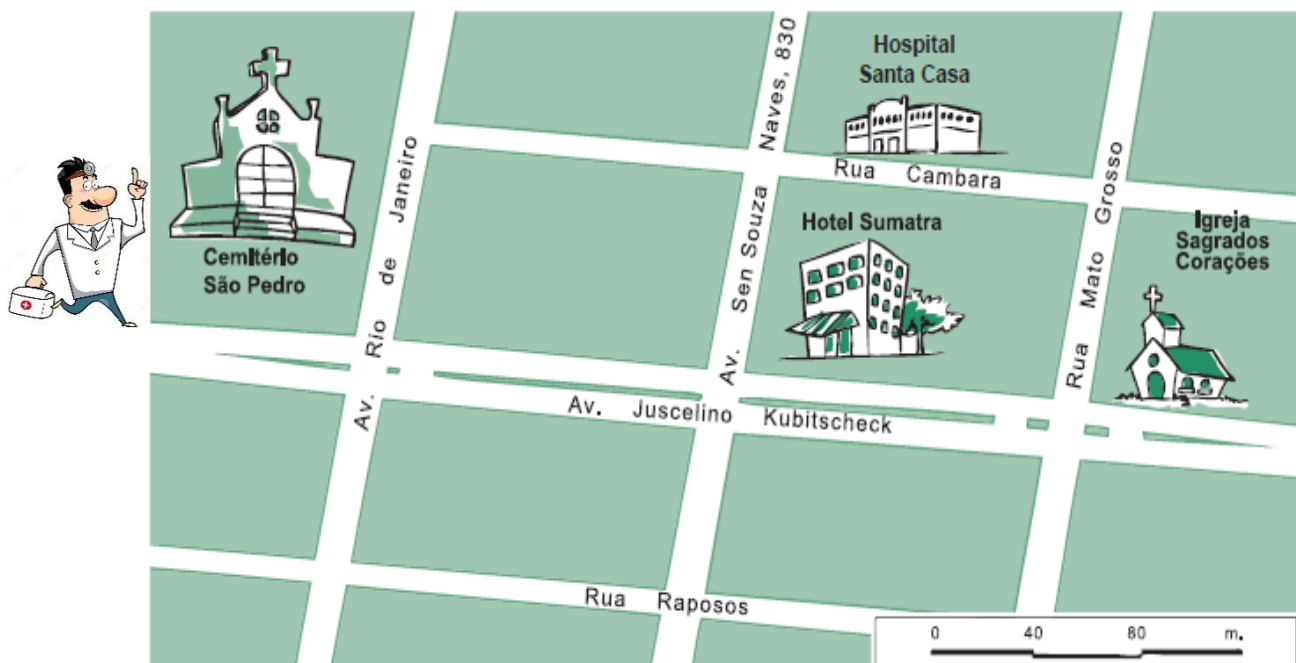 Hospital
Santa Casa
Av. Sen Souza Naves, 830
Rua Cambara
Rua Mato Grosso
Av. Rio de Janeiro
Cemitério
São Pedro
Hotel Sumatra
Igreja
Sagrados
Corações
Av. Juscelino Kubitscheck
Rua Raposos
0 40 80 m.